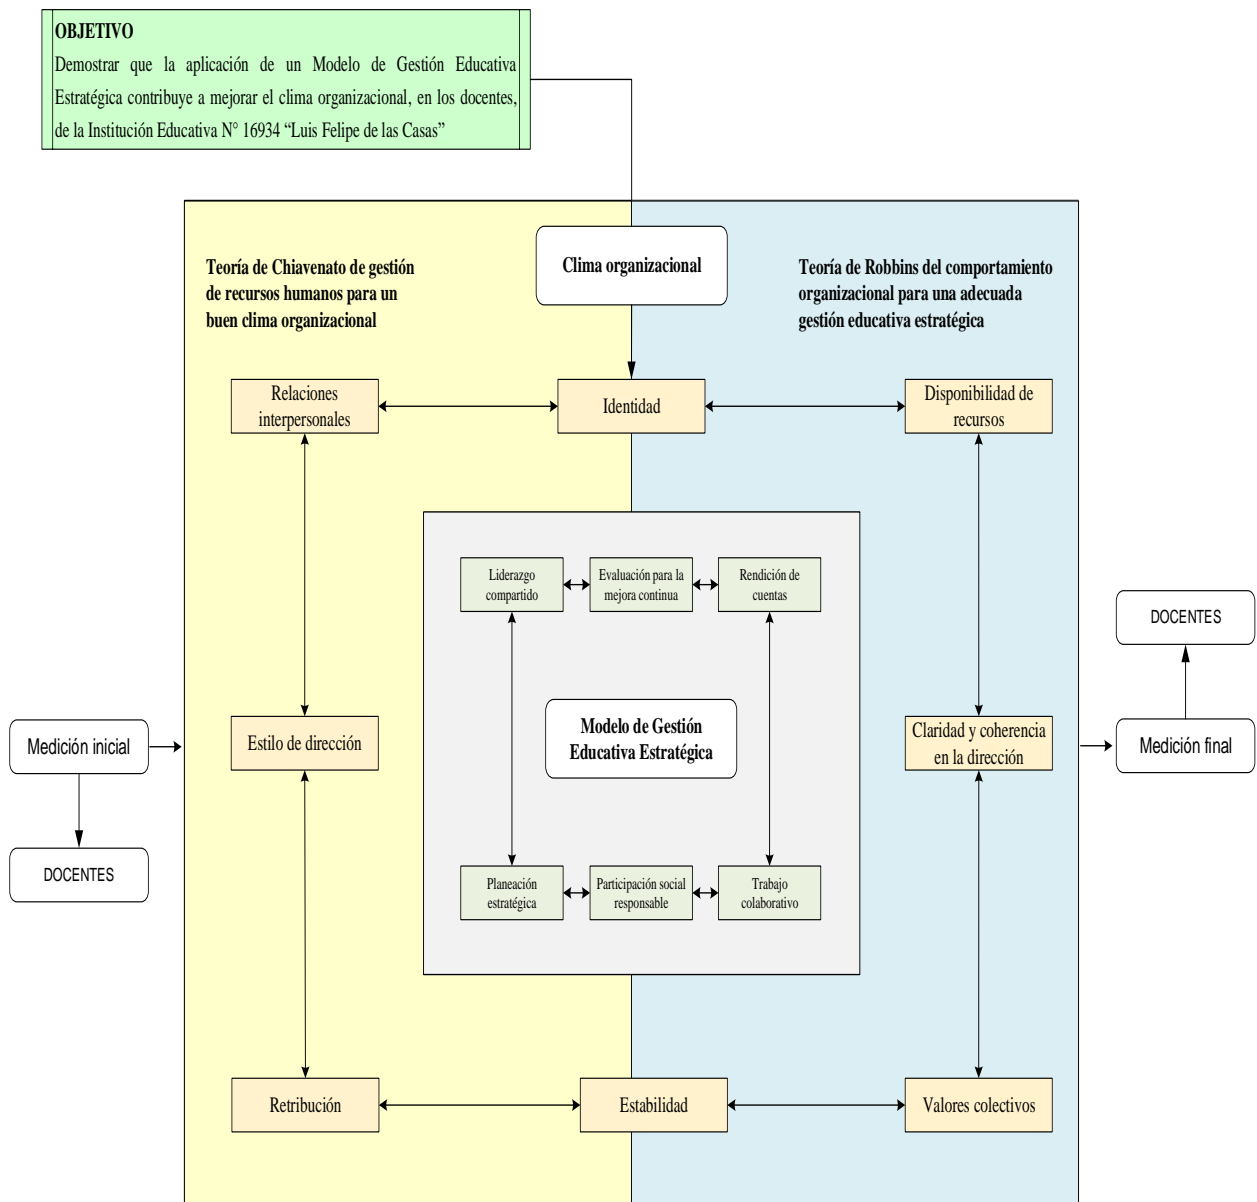 OBJETIVO
Demostrar que la aplicación de un Modelo de Gestión Educativa
Estratégica contribuye a mejorar el clima organizacional, en los docentes,
de la Institución Educativa N° 16934 “Luis Felipe de las Casas”
Teoría de Chiavenato de gestión
de recursos humanos para un
buen clima organizacional
Clima organizacional
Teoría de Robbins del comportamiento
organizacional para una adecuada
gestión educativa estratégica
Relaciones
interpersonales
Identidad
Disponibilidad de
recursos
Liderazgo
compartido
Evaluación para la
mejora continua
Rendición de
cuentas
DOCENTES
Medición inicial
Estilo de dirección
Modelo de Gestión
Educativa Estratégica
Claridad y coherencia
en la dirección
Medición final
DOCENTES
Planeación
estratégica
Participación social
responsable
Trabajo
colaborativo
Retribución
Estabilidad
Valores colectivos